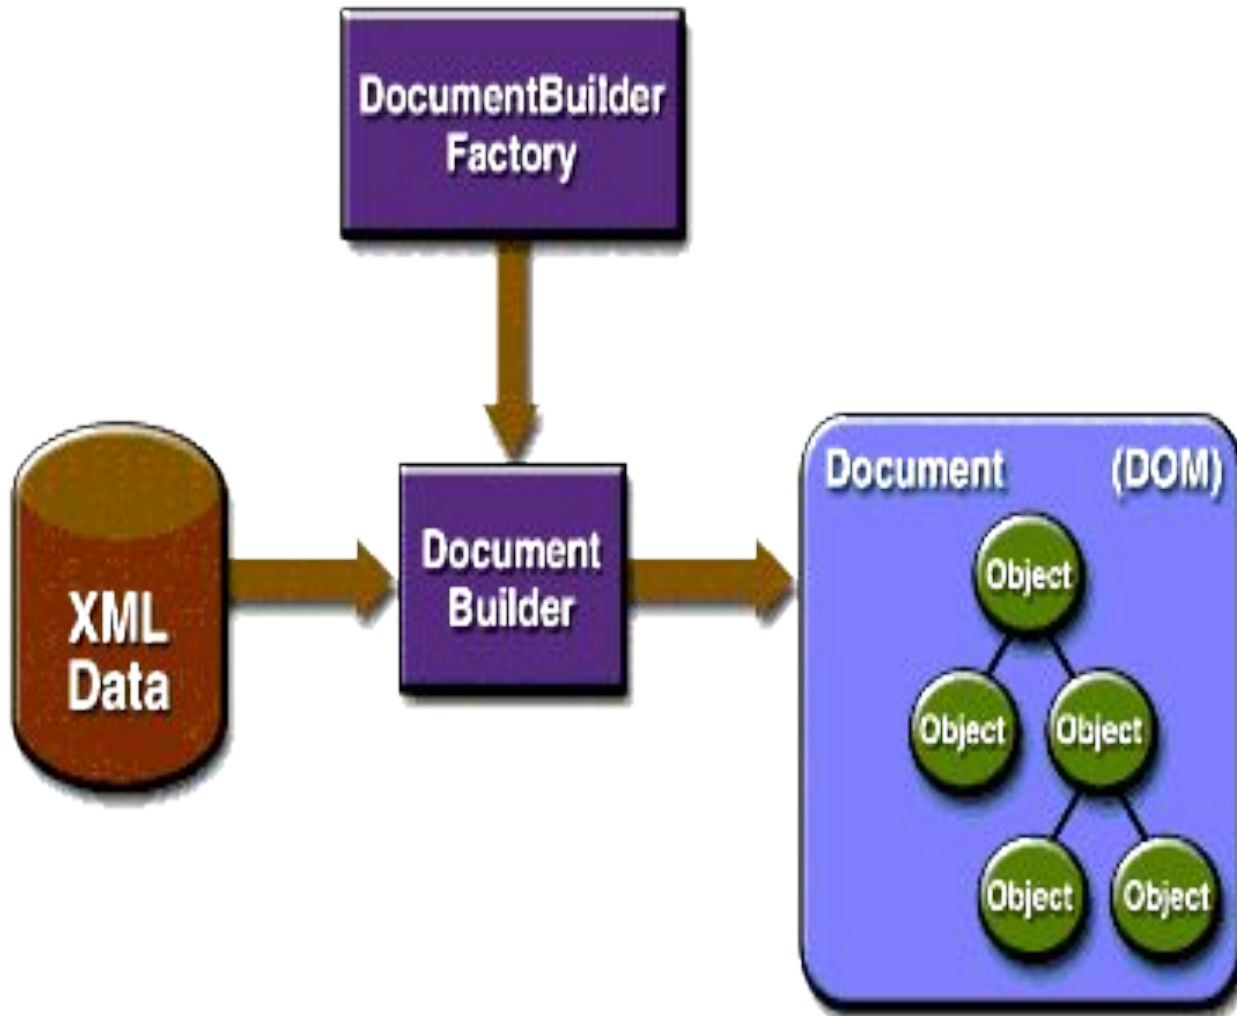 DocumentBuilder
Factory
XML
Data
Document
Builder
Document (DOM)
Object
Object Object
Object Object